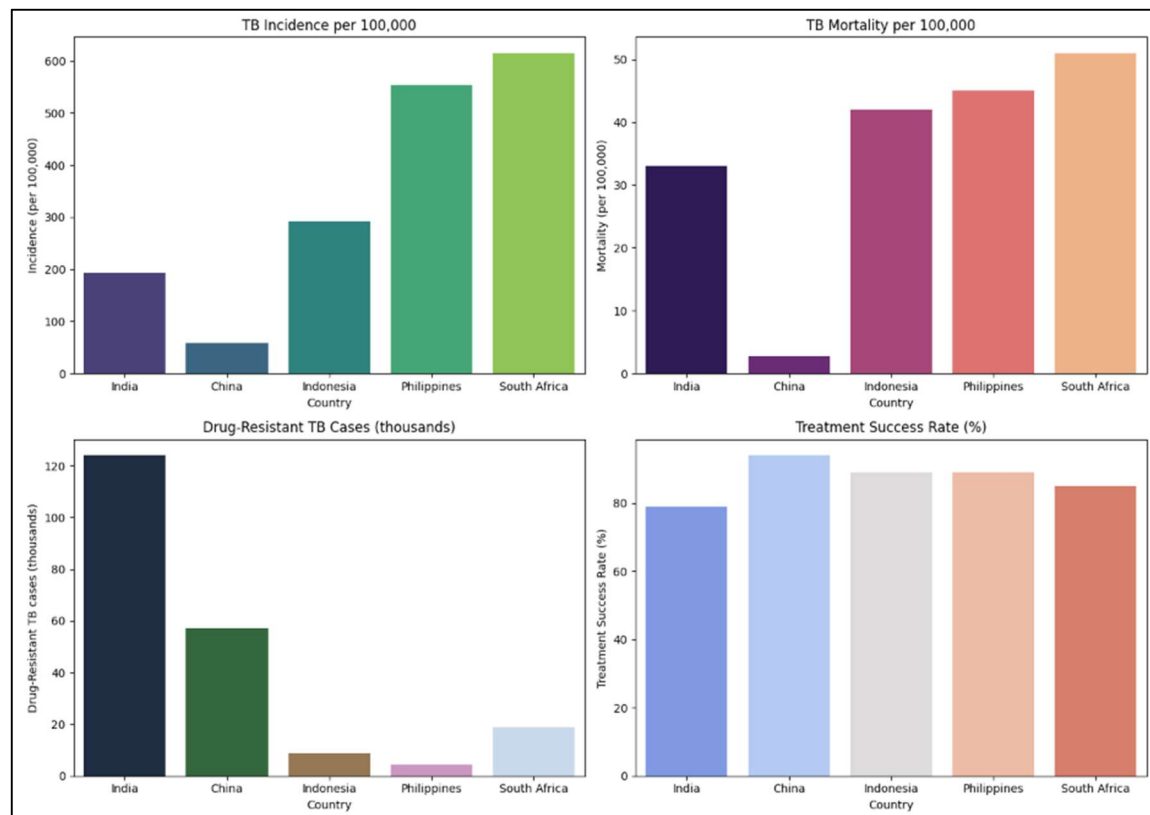 TB Incidence per 100,000
Incidence (per 100,000)
600
500
400
300
200
100
0
India China Indonesia Philippines South Africa
Country
TB Mortality per 100,000
Mortality (per 100,000)
50
40
30
20
10
0
India China Indonesia Philippines South Africa
Country
Drug-Resistant TB Cases (thousands)
Drug-Resistant TB cases (thousands)
120
100
80
60
40
20
0
India China Indonesia Philippines South Africa
Country
Treatment Success Rate (%)
Treatment Success Rate (%)
80
60
40
20
0
India China Indonesia Philippines South Africa
Country